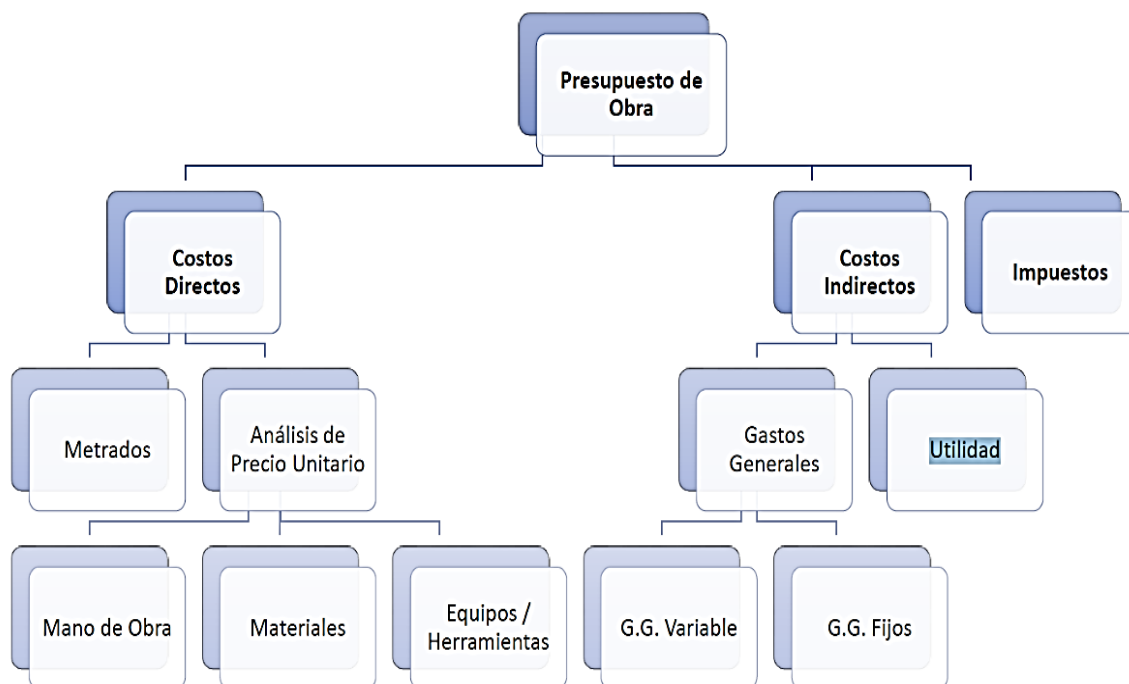 Presupuesto de
Obra
Costos
Directos
Costos
Indirectos
Impuestos
Metrados
Análisis de
Precio Unitario
Gastos
Generales
Utilidad
Mano de Obra
Materiales
Equipos /
Herramientas
G.G. Variable
G.G. Fijos